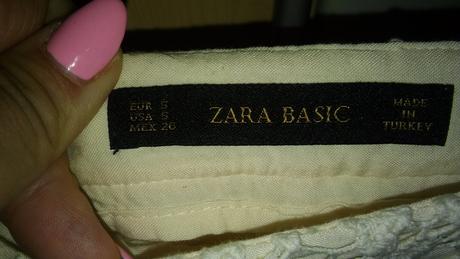 EUR S
USA S
MEX 26
ZARA BASIC
MADE
IN
TURKEY